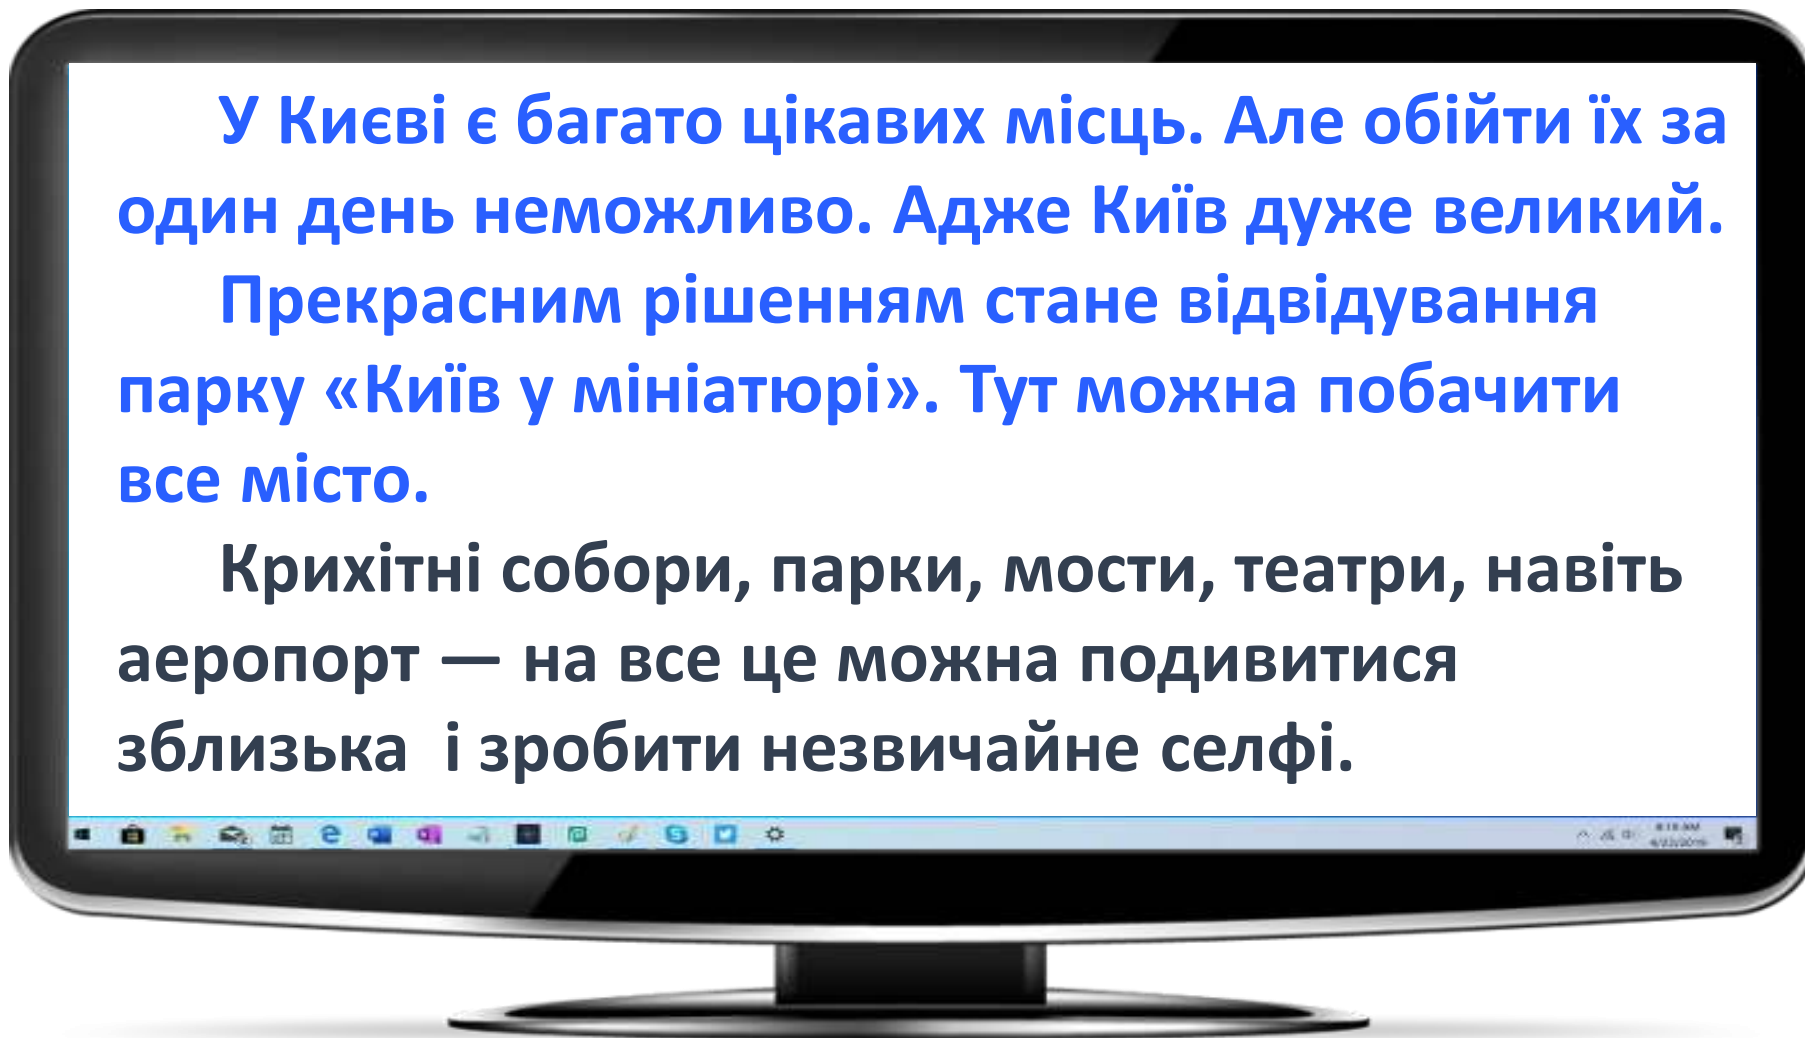 У Києві є багато цікавих місць. Але обійти їх за
один день неможливо. Адже Київ дуже великий.
Прекрасним рішенням стане відвідування
парку «Київ у мініатюрі». Тут можна побачити
все місто.
Крихітні собори, парки, мости, театри, навіть
аеропорт — на все це можна подивитися
зблизька  і зробити незвичайне селфі.